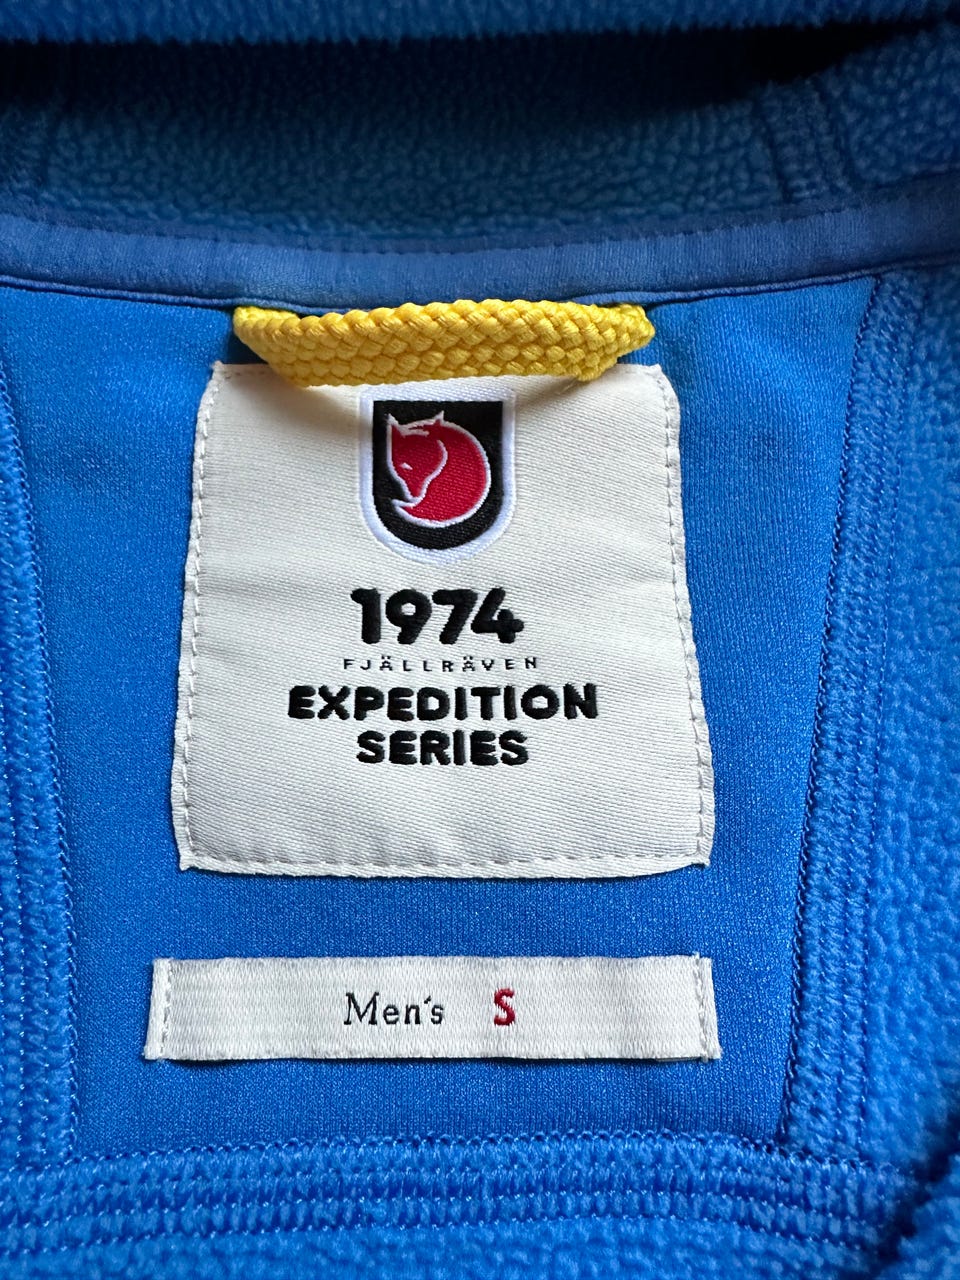 1974
FJÄLLRÄVEN
EXPEDITION
SERIES
Men's S